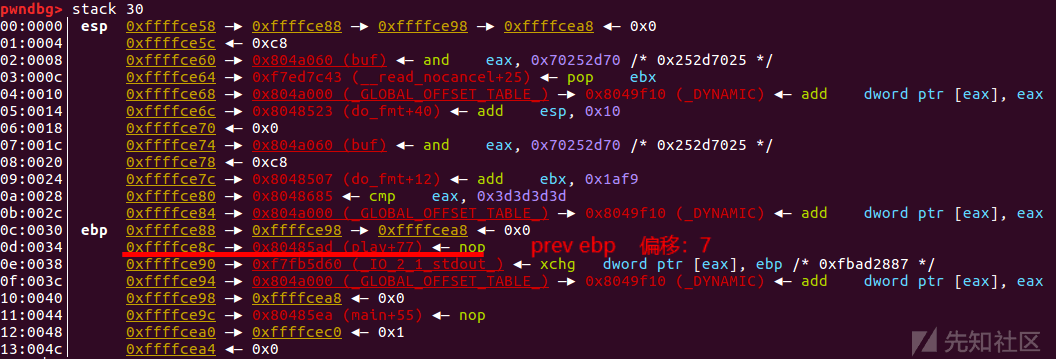 pwndbg> stack 30
00:0000│ esp 0xffffce58 —▸ 0xffffce88 —▸ 0xffffce98 —▸ 0xffffcea8 ◂— 0x0
01:0004│ 0xffffce5c ◂— 0xc8
02:0008│ 0xffffce60 —▸ 0x804a060 (buf) ◂— and eax, 0x70252d70 /* 0x252d7025 */
03:000c│ 0xffffce64 —▸ 0xf7ed7c43 (__read_nocancel+25) ◂— pop ebx
04:0010│ 0xffffce68 —▸ 0x804a000 (_GLOBAL_OFFSET_TABLE_) —▸ 0x8049f10 (_DYNAMIC) ◂— add dword ptr [eax], eax
05:0014│ 0xffffce6c —▸ 0x8048523 (do_fmt+40) ◂— add esp, 0x10
06:0018│ 0xffffce70 ◂— 0x0
07:001c│ 0xffffce74 —▸ 0x804a060 (buf) ◂— and eax, 0x70252d70 /* 0x252d7025 */
08:0020│ 0xffffce78 ◂— 0xc8
09:0024│ 0xffffce7c —▸ 0x8048507 (do_fmt+12) ◂— add ebx, 0x1af9
0a:0028│ 0xffffce80 —▸ 0x8048685 ◂— cmp eax, 0x3d3d3d3d
0b:002c│ 0xffffce84 —▸ 0x804a000 (_GLOBAL_OFFSET_TABLE_) —▸ 0x8049f10 (_DYNAMIC) ◂— add dword ptr [eax], eax
0c:0030│ ebp 0xffffce88 —▸ 0xffffce98 —▸ 0xffffcea8 ◂— 0x0
0d:0034│ 0xffffce8c —▸ 0x80485ad (play+77) ◂— nop prev ebp 偏移：7
0e:0038│ 0xffffce90 —▸ 0xf7fb5d60 (_IO_2_1_stdout_) ◂— xchg dword ptr [eax], ebp /* 0xfbad2887 */
0f:003c│ 0xffffce94 —▸ 0x804a000 (_GLOBAL_OFFSET_TABLE_) —▸ 0x8049f10 (_DYNAMIC) ◂— add dword ptr [eax], eax
10:0040│ 0xffffce98 —▸ 0xffffcea8 ◂— 0x0
11:0044│ 0xffffce9c —▸ 0x80485ea (main+55) ◂— nop
12:0048│ 0xffffcea0 —▸ 0xffffcec0 ◂— 0x1
13:004c│ 0xffffcea4 ◂— 0x0
先知社区